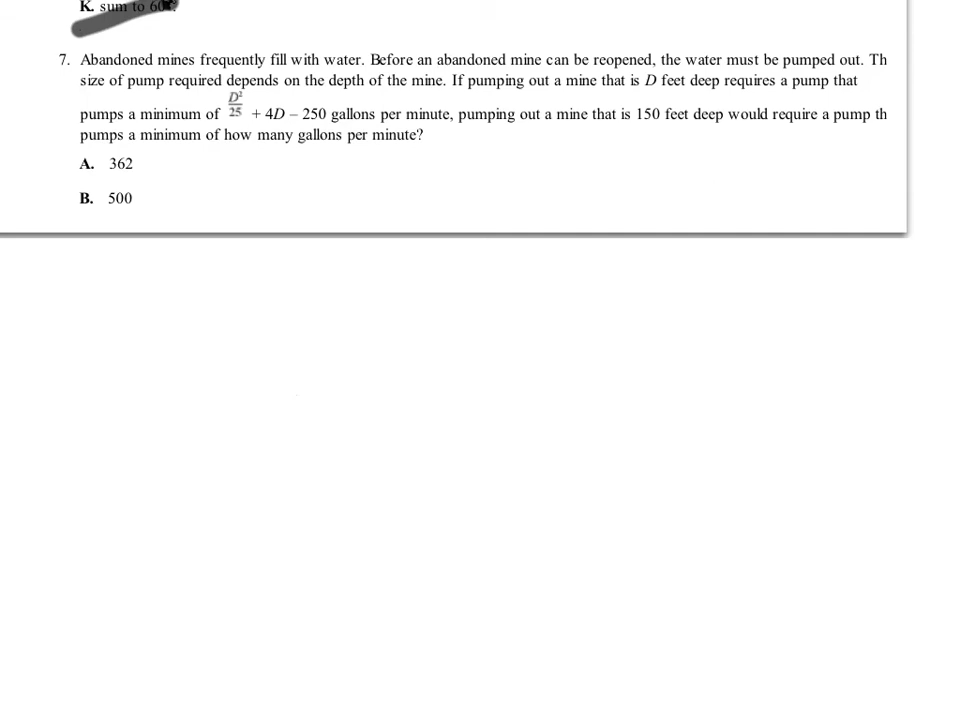 K. sum to 60°.
7. Abandoned mines frequently fill with water. Before an abandoned mine can be reopened, the water must be pumped out. Th
size of pump required depends on the depth of the mine. If pumping out a mine that is D feet deep requires a pump that
pumps a minimum of D²/25 + 4D – 250 gallons per minute, pumping out a mine that is 150 feet deep would require a pump th
pumps a minimum of how many gallons per minute?
A. 362
B. 500